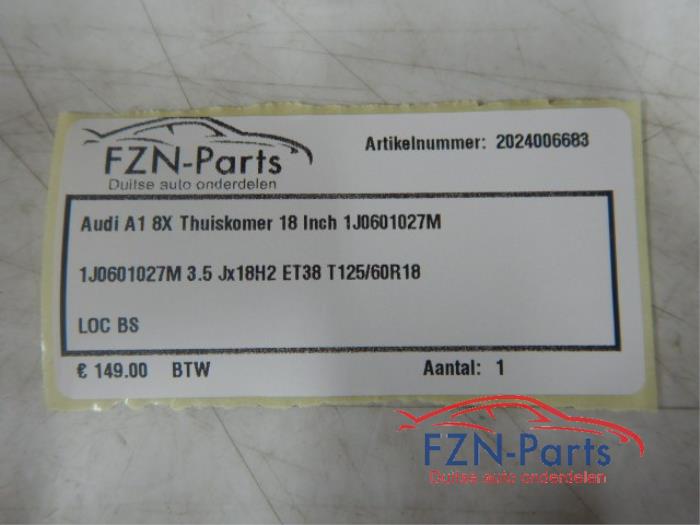 FZN-Parts
Duitse auto onderdelen
Artikelnummer: 2024006683
Audi A1 8X Thuiskomer 18 Inch 1J0601027M
1J0601027M 3.5 Jx18H2 ET38 T125/60R18
LOC BS
€ 149.00 BTW
Aantal: 1
FZN-Parts
Duitse auto onderdelen